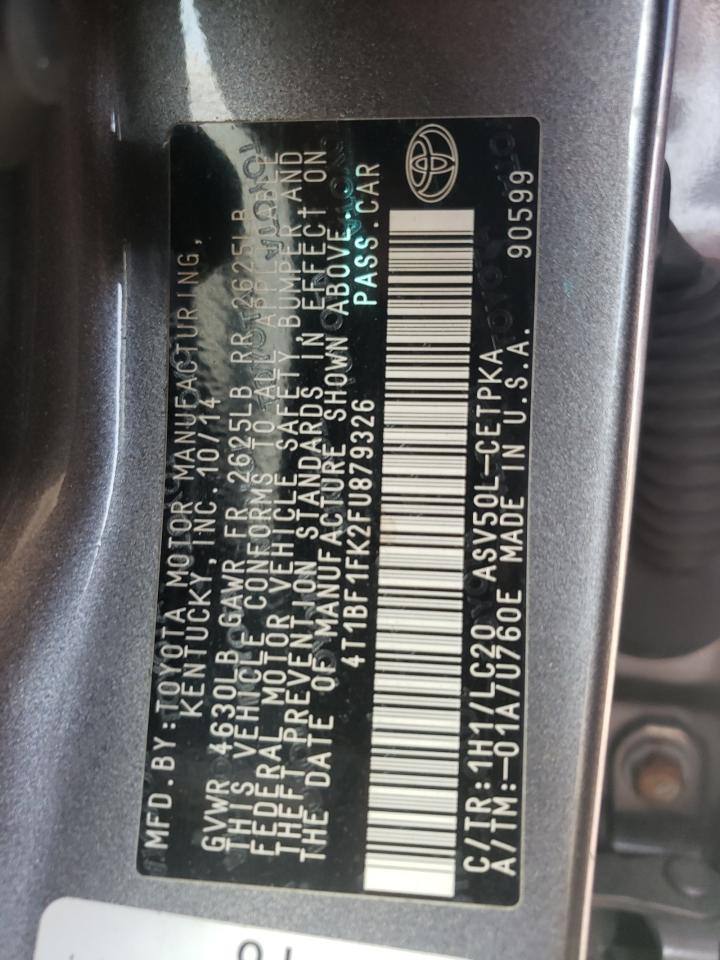 MFD.BY:TOYOTA MOTOR MANUFACTURING,
KENTUCKY, INC.10/14
GVWR 4630LB GAWR FR 2625LB RR 2625LB
THIS VEHICLE CONFORMS TO ALL APPLICABLE
FEDERAL MOTOR VEHICLE SAFETY, BUMPER AND
THEFT PREVENTION STANDARDS IN EFFECT ON
THE DATE OF MANUFACTURE SHOWN ABOVE.
4T1BF1FK2FU879326 PASS.CAR
C/TR:1H1/LC20 ASV50L-CETPKA
A/TM:-01A/U760E MADE IN U.S.A. 90599